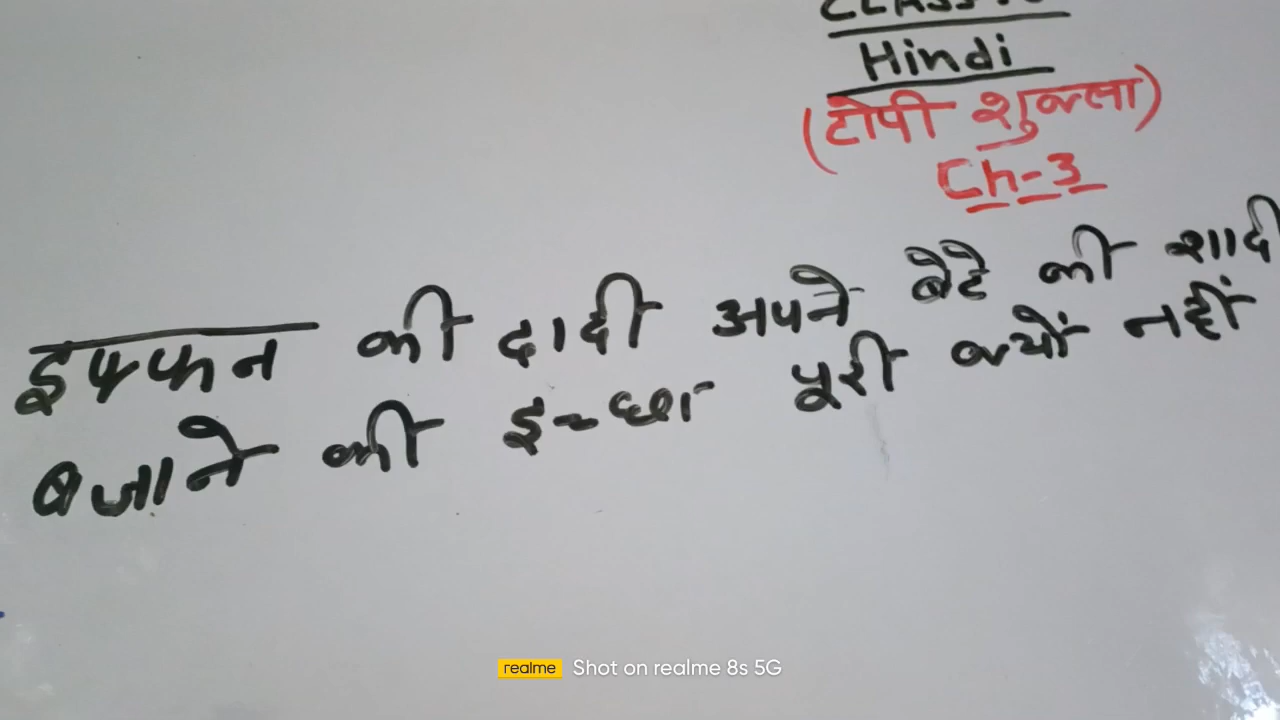 Hindi
(टोपी शुक्ला)
Ch-3
इफ्फन की दादी अपने बेटे की शादी
बजाने की इच्छा पूरी क्यों नहीं
realme Shot on realme 8s 5G